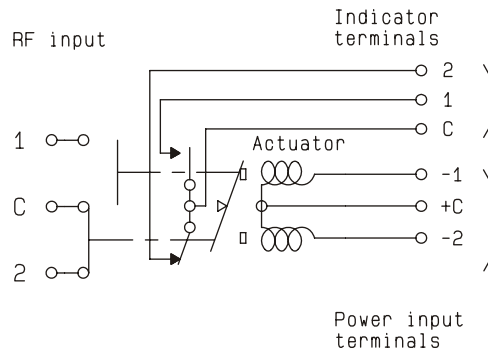 Indicator
terminals
RF input
2
1
C
Actuator
1
-1
C
+C
-2
2
Power input
terminals